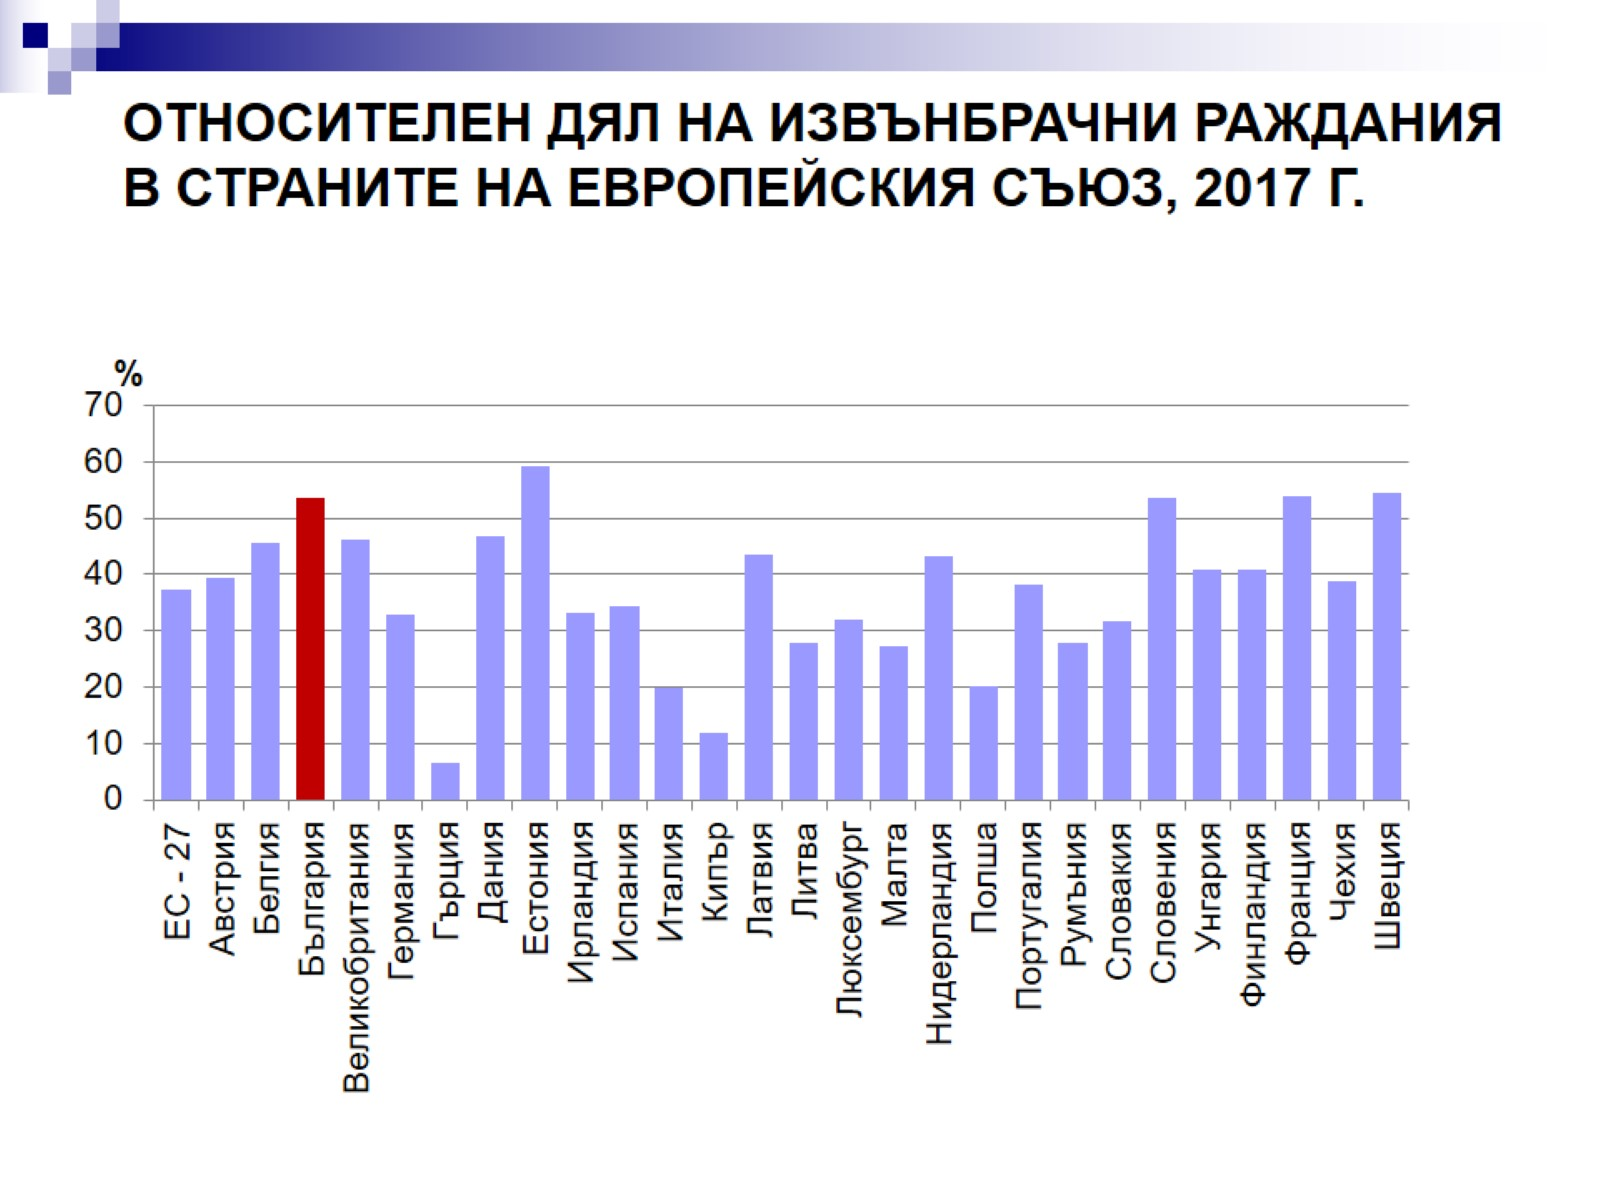 ОТНОСИТЕЛЕН ДЯЛ НА ИЗВЪНБРАЧНИ РАЖДАНИЯ
В СТРАНИТЕ НА ЕВРОПЕЙСКИЯ СЪЮЗ, 2017 Г.
%
70
60
50
40
30
20
10
0
ЕС - 27
Австрия
Белгия
България
Великобритания
Германия
Гърция
Дания
Естония
Ирландия
Испания
Италия
Кипър
Латвия
Литва
Люксембург
Малта
Нидерландия
Полша
Португалия
Румъния
Словакия
Словения
Унгария
Финландия
Франция
Чехия
Швеция